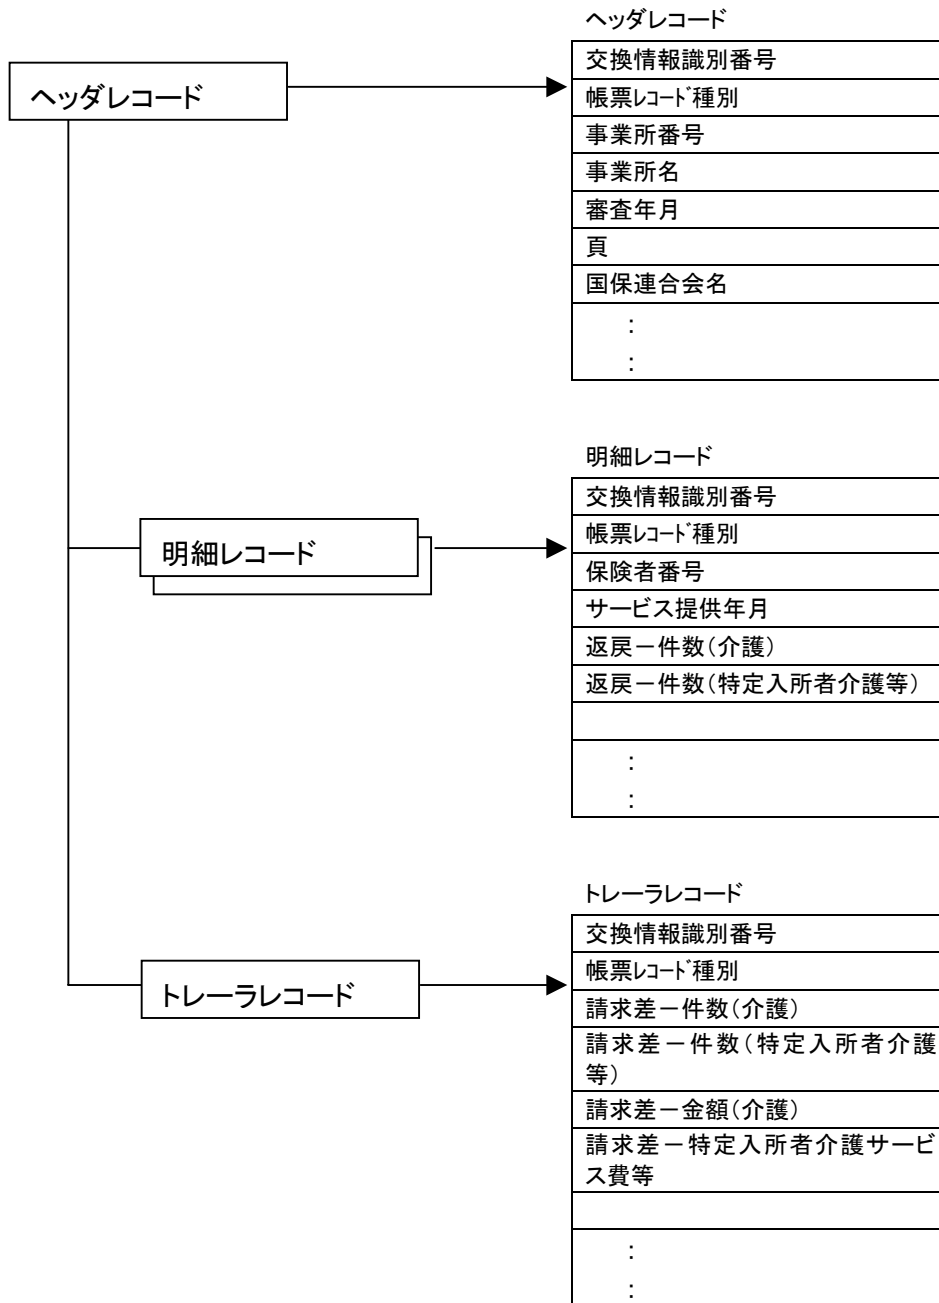 ヘッダレコード
ヘッダレコード
交換情報識別番号
帳票ﾚｺｰﾄﾞ種別
事業所番号
事業所名
審査年月
頁
国保連合会名
：
：
明細レコード
明細レコード
交換情報識別番号
帳票ﾚｺｰﾄﾞ種別
保険者番号
サービス提供年月
返戻－件数（介護）
返戻－件数（特定入所者介護等）
：
：
トレーラレコード
トレーラレコード
交換情報識別番号
帳票ﾚｺｰﾄﾞ種別
請求差－件数（介護）
請求差－件数（特定入所者介護
等）
請求差－金額（介護）
請求差－特定入所者介護サービ
ス費等
：
：